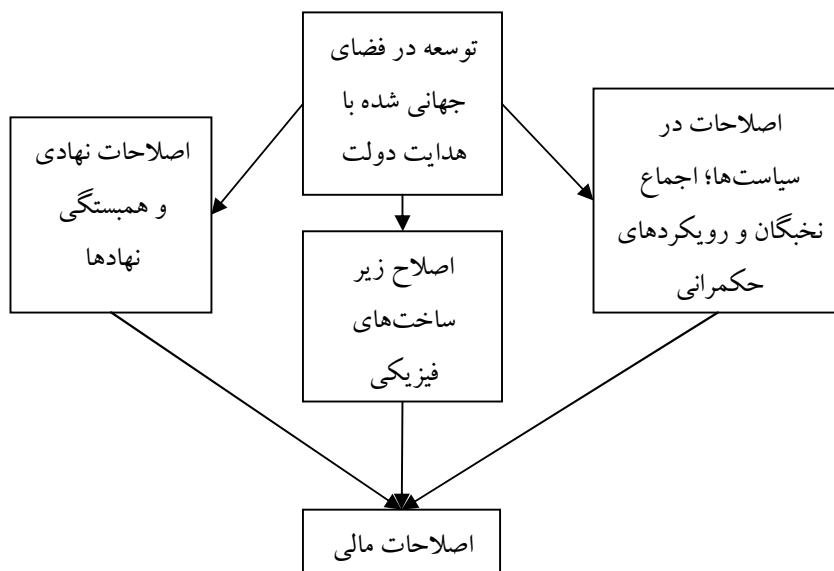 توسعه در فضای
جهانی شده با
هدایت دولت
اصلاحات در
سیاست‌ها؛ اجماع
نخبگان و رویکردهای
حکمرانی
اصلاح زیر
ساخت‌های
فیزیکی
اصلاحات نهادی
و همبستگی
نهادها
اصلاحات مالی